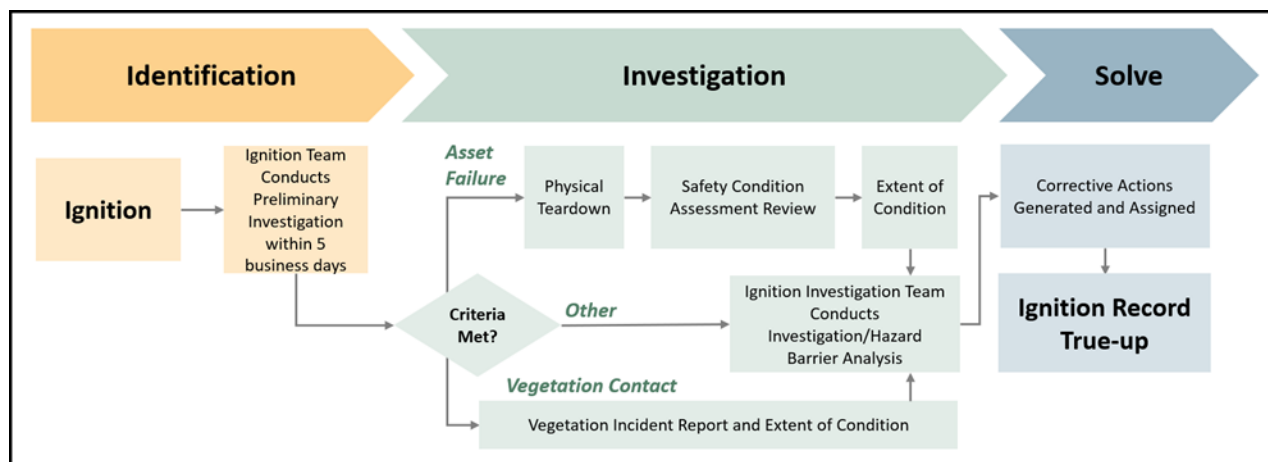 Identification
Investigation
Solve
Ignition
Ignition Team
Conducts
Preliminary
Investigation
within 5
business days
Criteria
Met?
Asset
Failure
Physical
Teardown
Safety Condition
Assessment Review
Extent of
Condition
Other
Ignition Investigation Team
Conducts
Investigation/Hazard
Barrier Analysis
Vegetation Contact
Vegetation Incident Report and Extent of Condition
Corrective Actions
Generated and Assigned
Ignition Record
True-up